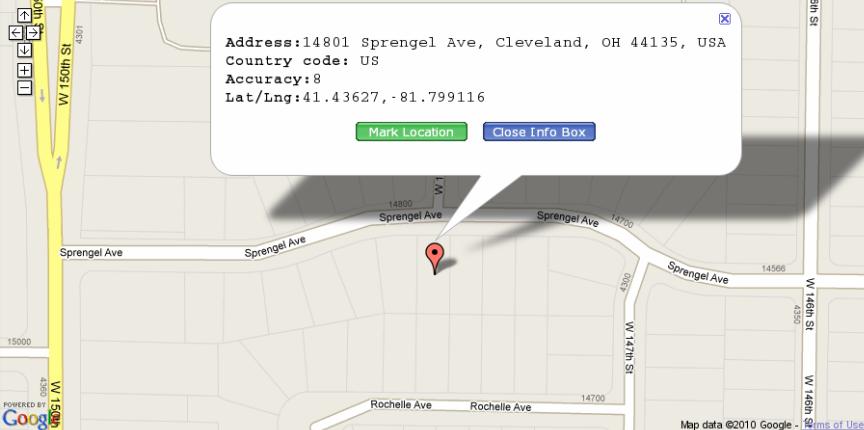 Address:14801 Sprengel Ave, Cleveland, OH 44135, USA
Country code: US
Accuracy:8
Lat/Lng:41.43627,-81.799116
Mark Location
Close Info Box
4301
W 150th St
14800
Sprengel Ave
Sprengel Ave
14700
Sprengel Ave
Sprengel Ave
Sprengel Ave
14566
4300
W 147th St
W 146th St
4350
W 146th St
15000
4360
W 150th
14700
Rochelle Ave
Rochelle Ave
POWERED BY
Google
Map data ©2010 Google - Terms of Use